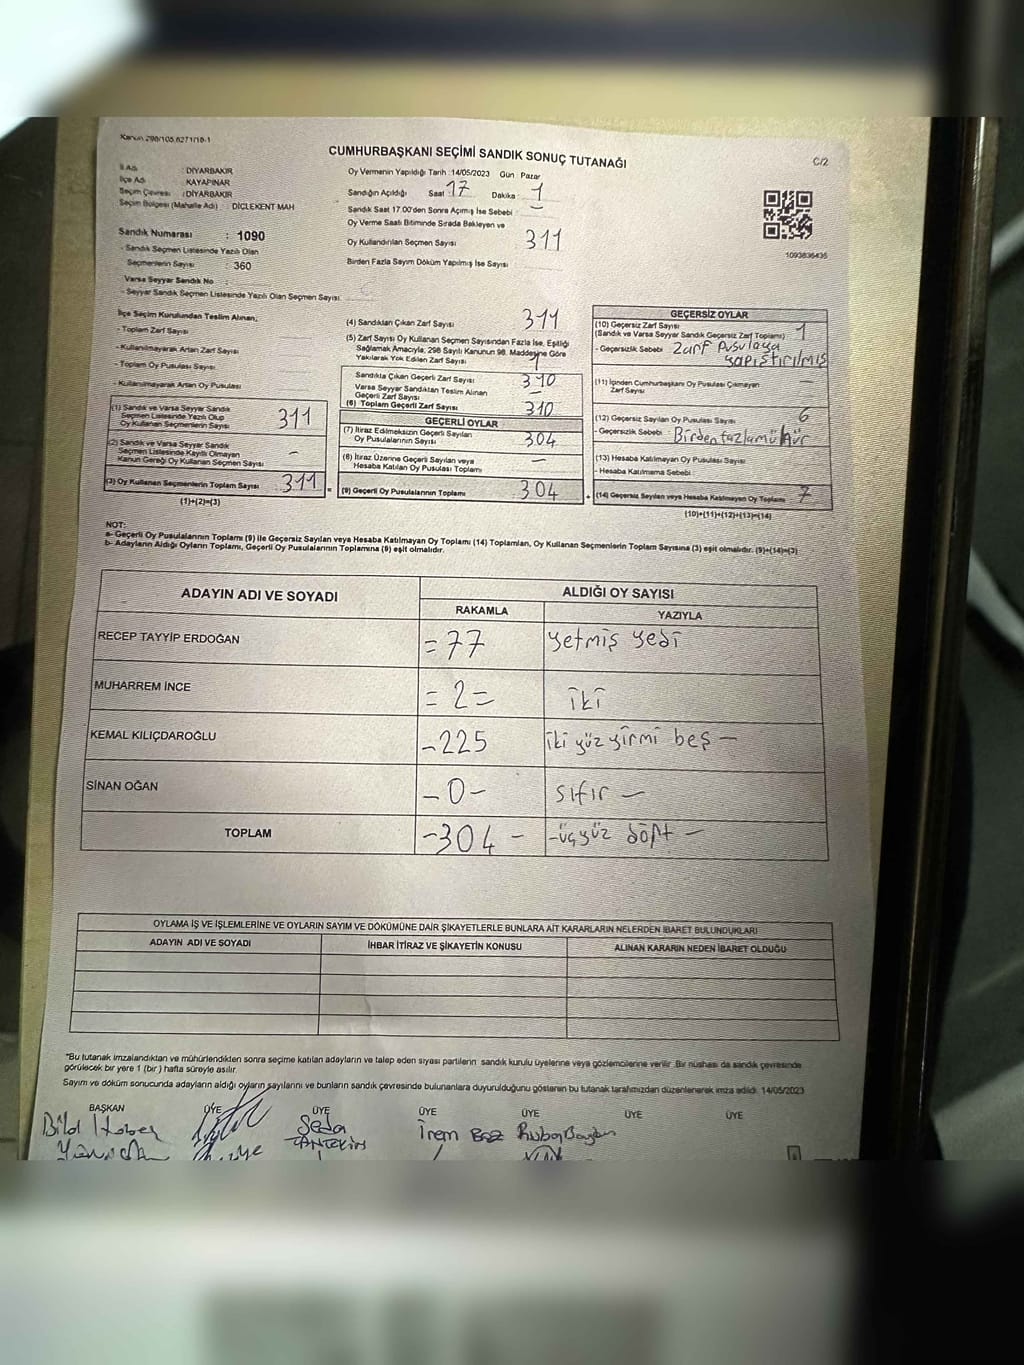 Kanun 298/105.6271/16-1
CUMHURBAŞKANI SEÇİMİ SANDIK SONUÇ TUTANAĞI
C/2
İl Adı : DİYARBAKIR
İlçe Adı : KAYAPINAR
Seçim Çevresi : DİYARBAKIR
Seçim Bölgesi (Mahalle Adı) : DİCLEKENT MAH
Sandık Numarası : 1090
- Sandık Seçmen Listesinde Yazılı Olan
Seçmenlerin Sayısı : 360
Varsa Seyyar Sandık No :
- Seyyar Sandık Seçmen Listesinde Yazılı Olan Seçmen Sayısı
Oy Vermenin Yapıldığı Tarih : 14/05/2023 Gün : Pazar
Sandığın Açıldığı Saat : 17 Dakika : 1
Sandık Saat 17.00'den Sonra Açılmış İse Sebebi : —
Oy Verme Saati Bitiminde Sırada Bekleyen ve
Oy Kullandırılan Seçmen Sayısı 311
Birden Fazla Sayım Döküm Yapılmış İse Sayısı
1093836435
İlçe Seçim Kurulundan Teslim Alınan,
- Toplam Zarf Sayısı
- Kullanılmayarak Artan Zarf Sayısı
- Toplam Oy Pusulası Sayısı
- Kullanılmayarak Artan Oy Pusulası
(1) Sandık ve Varsa Seyyar Sandık
Seçmen Listesinde Yazılı Olup
Oy Kullanan Seçmenlerin Sayısı 311
(2) Sandık ve Varsa Seyyar Sandık
Seçmen Listesinde Kayıtlı Olmayan
Kanun Gereği Oy Kullanan Seçmen Sayısı -
(3) Oy Kullanan Seçmenlerin Toplam Sayısı 311
(1)+(2)=(3)
(4) Sandıktan Çıkan Zarf Sayısı 311
(5) Zarf Sayısı Oy Kullanan Seçmen Sayısından Fazla İse, Eşitliği
Sağlamak Amacıyla, 298 Sayılı Kanunun 98. Maddesine Göre
Yakılarak Yok Edilen Zarf Sayısı
Sandıkta Çıkan Geçerli Zarf Sayısı 310
Varsa Seyyar Sandıktan Teslim Alınan
Geçerli Zarf Sayısı —
(6) Toplam Geçerli Zarf Sayısı 310
GEÇERLİ OYLAR
(7) İtiraz Edilmeksizin Geçerli Sayılan
Oy Pusulalarının Sayısı 304
(8) İtiraz Üzerine Geçerli Sayılan veya
Hesaba Katılan Oy Pusulası Toplamı —
(9) Geçerli Oy Pusulalarının Toplamı 304
GEÇERSİZ OYLAR
(10) Geçersiz Zarf Sayısı
(Sandık ve Varsa Seyyar Sandık Geçersiz Zarf Toplamı) 1
- Geçersizlik Sebebi : Zarf pusulaya
yapıştırılmış
(11) İçinden Cumhurbaşkanı Oy Pusulası Çıkmayan
Zarf Sayısı —
(12) Geçersiz Sayılan Oy Pusulası Sayısı 6
- Geçersizlik Sebebi : Birden fazla mühür
(13) Hesaba Katılmayan Oy Pusulası Sayısı
- Hesaba Katılmama Sebebi :
(14) Geçersiz Sayılan veya Hesaba Katılmayan Oy Toplamı 7
(10)+(11)+(12)+(13)=(14)
NOT:
a- Geçerli Oy Pusulalarının Toplamı (9) ile Geçersiz Sayılan veya Hesaba Katılmayan Oy Toplamı (14) Toplamları, Oy Kullanan Seçmenlerin Toplam Sayısına (3) eşit olmalıdır. (9)+(14)=(3)
b- Adayların Aldığı Oyların Toplamı, Geçerli Oy Pusulalarının Toplamına (9) eşit olmalıdır.
ADAYIN ADI VE SOYADI
ALDIĞI OY SAYISI
RAKAMLA YAZIYLA
RECEP TAYYİP ERDOĞAN = 77 yetmiş yedi
MUHARREM İNCE = 2 = iki
KEMAL KILIÇDAROĞLU -225 iki yüz yirmi beş —
SİNAN OĞAN -0- sıfır —
TOPLAM -304 - -üçyüz dört —
OYLAMA İŞ VE İŞLEMLERİNE VE OYLARIN SAYIM VE DÖKÜMÜNE DAİR ŞİKAYETLERLE BUNLARA AİT KARARLARIN NELERDEN İBARET BULUNDUKLARI
ADAYIN ADI VE SOYADI İHBAR İTİRAZ VE ŞİKAYETİN KONUSU ALINAN KARARIN NEDEN İBARET OLDUĞU
"Bu tutanak imzalandıktan ve mühürlendikten sonra seçime katılan adayların ve talep eden siyasi partilerin sandık kurulu üyelerine veya gözlemcilerine verilir. Bir nüshası da sandık çevresinde
görülecek bir yere 1 (bir) hafta süreyle asılır.
Sayım ve döküm sonucunda adayların aldığı oyların sayılarını ve bunların sandık çevresinde bulunanlara duyurulduğunu gösteren bu tutanak tarafımızdan düzenlenerek imza edildi. 14/05/2023
BAŞKAN ÜYE ÜYE ÜYE ÜYE ÜYE ÜYE
Seda İrem